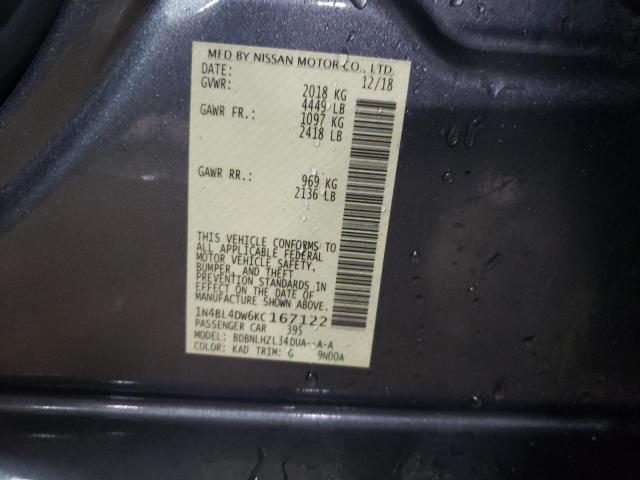 MFD BY NISSAN MOTOR CO., LTD.
DATE: 12/18
GVWR: 2018 KG
4449 LB
GAWR FR.: 1097 KG
2418 LB
GAWR RR.: 969 KG
2136 LB
THIS VEHICLE CONFORMS TO
ALL APPLICABLE FEDERAL
MOTOR VEHICLE SAFETY,
BUMPER, AND THEFT
PREVENTION STANDARDS IN
EFFECT ON THE DATE OF
MANUFACTURE SHOWN ABOVE.
1N4BL4DW6KC167122
PASSENGER CAR 395
MODEL: BDBNLHZL34DUA--A-A
COLOR: KAD TRIM: G 9N00A